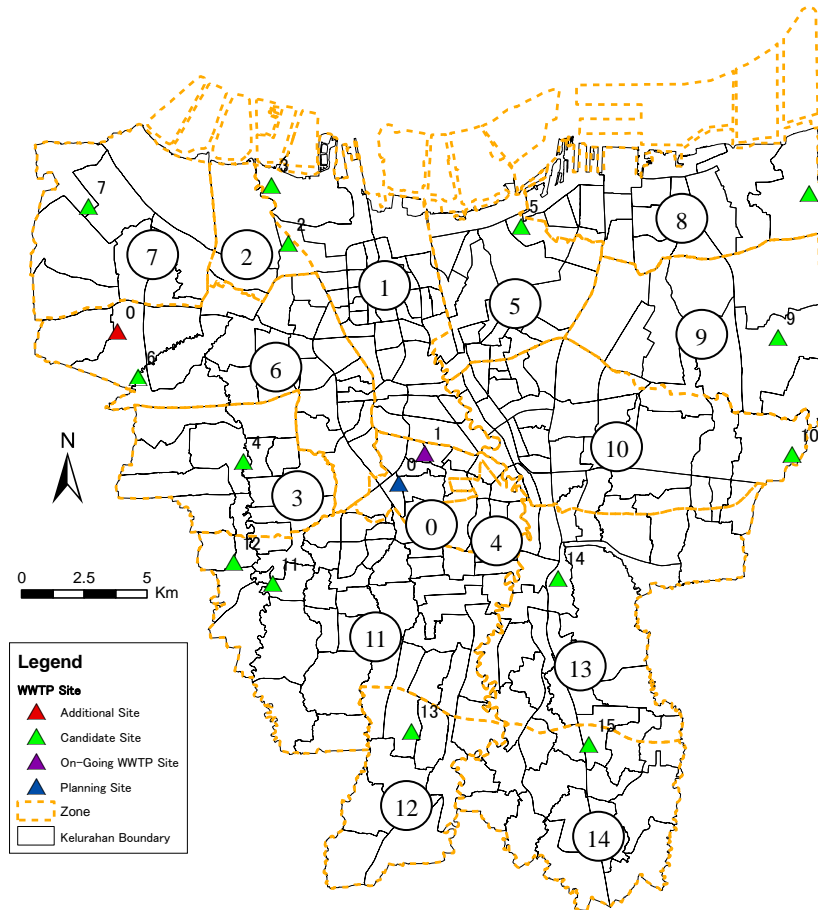 3
7
5
8
2
7
2
1
5
0
9
9
6
6
1
10
4
0
10
3
0
4
12
14
11
11
13
13
15
12
14
N
0 2.5 5
Km
Legend
WWTP Site
Additional Site
Candidate Site
On-Going WWTP Site
Planning Site
Zone
Kelurahan Boundary